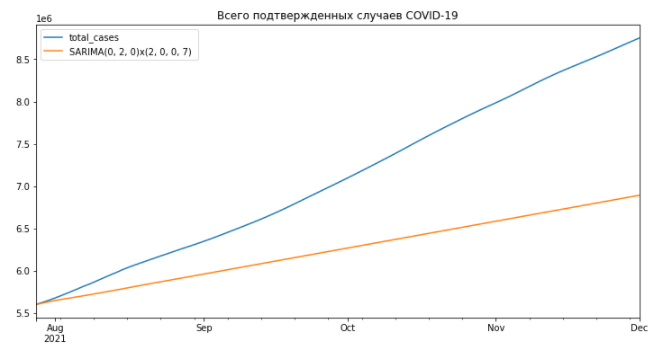 Всего подтвержденных случаев COVID-19
1e6
total_cases
SARIMA(0, 2, 0)x(2, 0, 0, 7)
8.5
8.0
7.5
7.0
6.5
6.0
5.5
Aug
2021
Sep
Oct
Nov
Dec